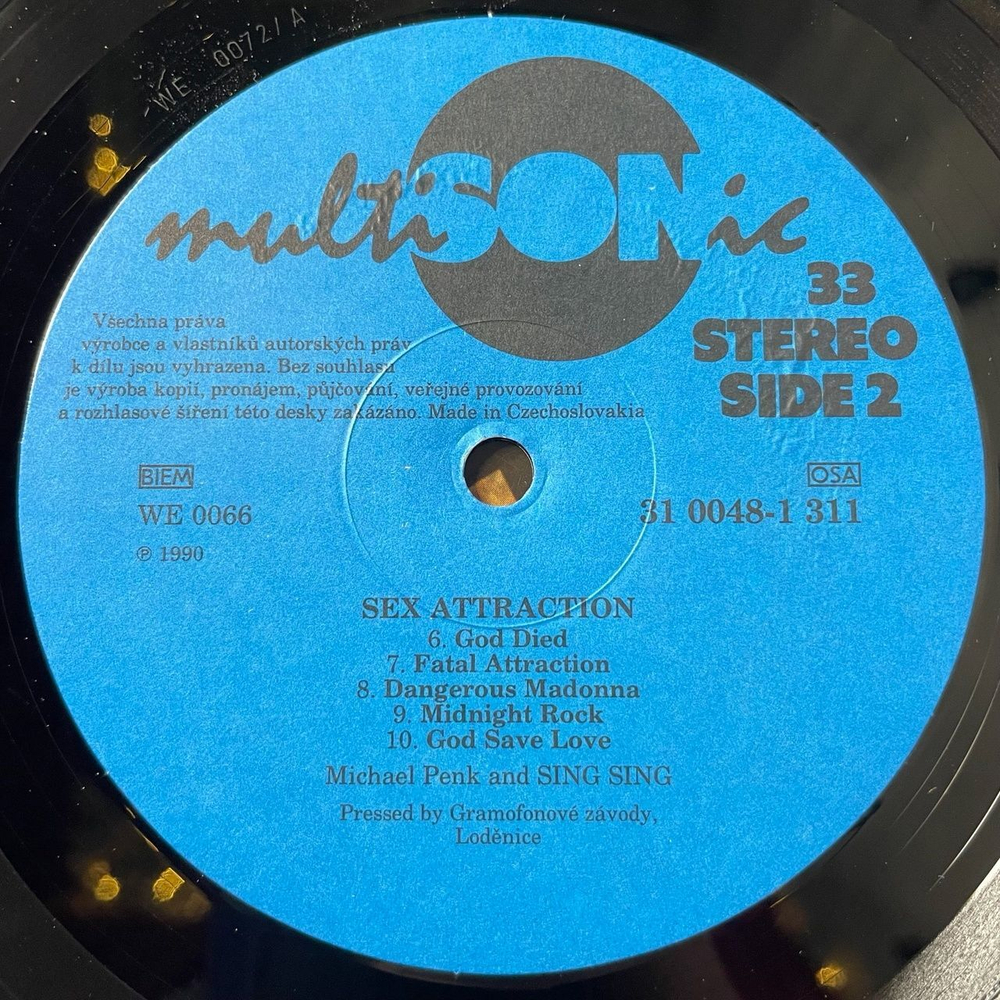 WE 0072/A
multiSONic
33
STEREO
SIDE 2
Všechna práva
výrobce a vlastníků autorských práv
k dílu jsou vyhrazena. Bez souhlasu
je výroba kopií, pronájem, půjčování, veřejné provozování
a rozhlasové šíření této desky zakázáno. Made in Czechoslovakia
BIEM
OSA
WE 0066
31 0048-1 311
℗ 1990
SEX ATTRACTION
6. God Died
7. Fatal Attraction
8. Dangerous Madonna
9. Midnight Rock
10. God Save Love
Michael Penk and SING SING
Pressed by Gramofonové závody,
Loděnice